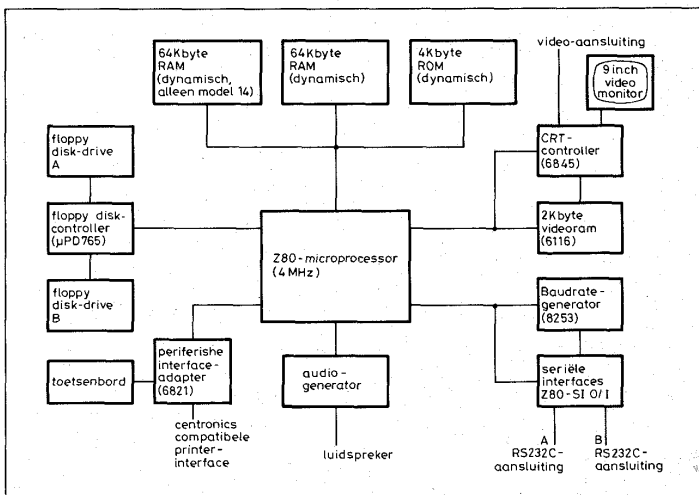 64Kbyte
RAM
(dynamisch,
alleen model 14)
64Kbyte
RAM
(dynamisch)
4Kbyte
ROM
(dynamisch)
video-aansluiting
9 inch
video
monitor
floppy
disk-drive
A
CRT-
controller
(6845)
floppy disk-
controller
(µPD765)
Z80-microprocessor
(4MHz)
2Kbyte
videoram
(6116)
floppy
disk-drive
B
Baudrate-
generator
(8253)
toetsenbord
periferishe
interface-
adapter
(6821)
audio-
generator
seriële
interfaces
Z80-SI O/I
centronics
compatibele
printer-
interface
luidspreker
A
RS232C-
aansluiting
B
RS232C-
aansluiting